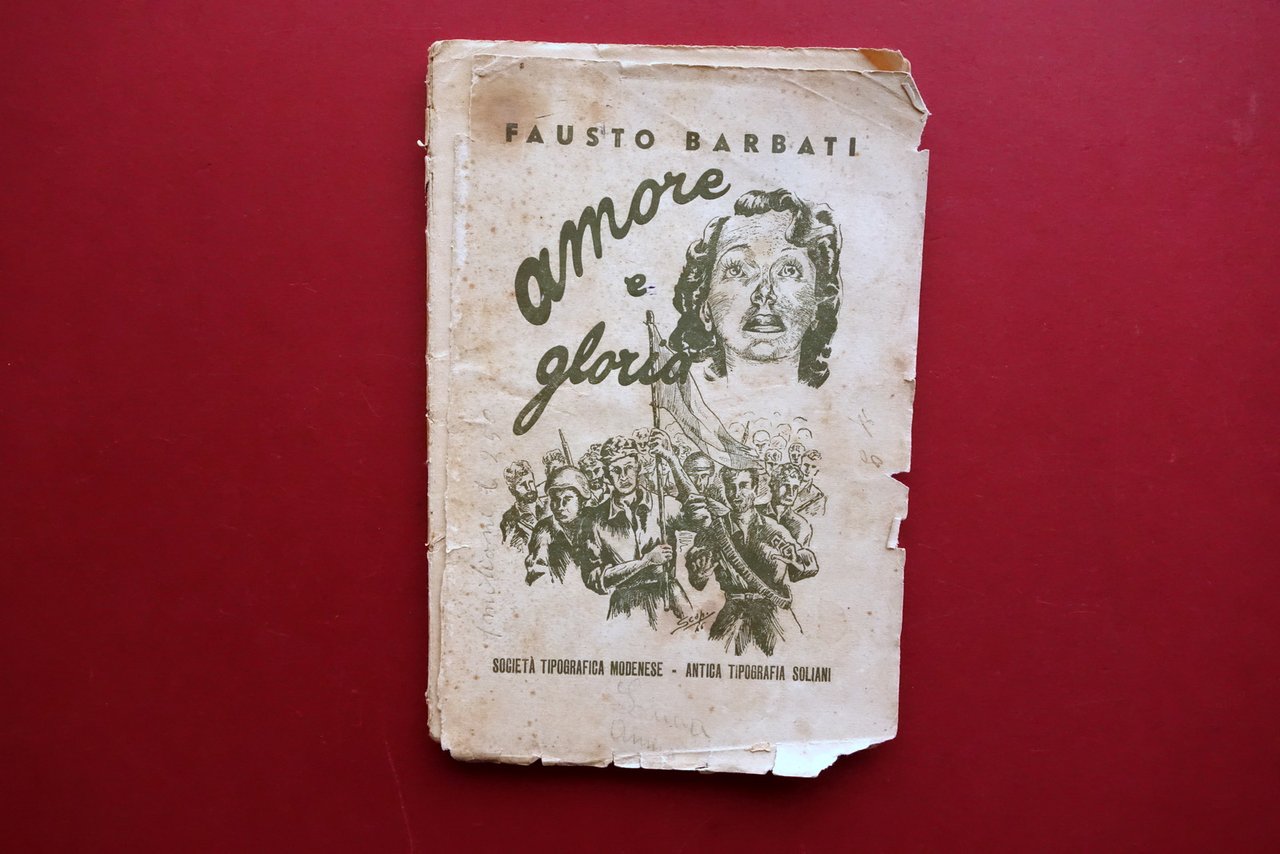 FAUSTO BARBATI
amore
e
gloria
SOCIETÀ TIPOGRAFICA MODENESE - ANTICA TIPOGRAFIA SOLIANI